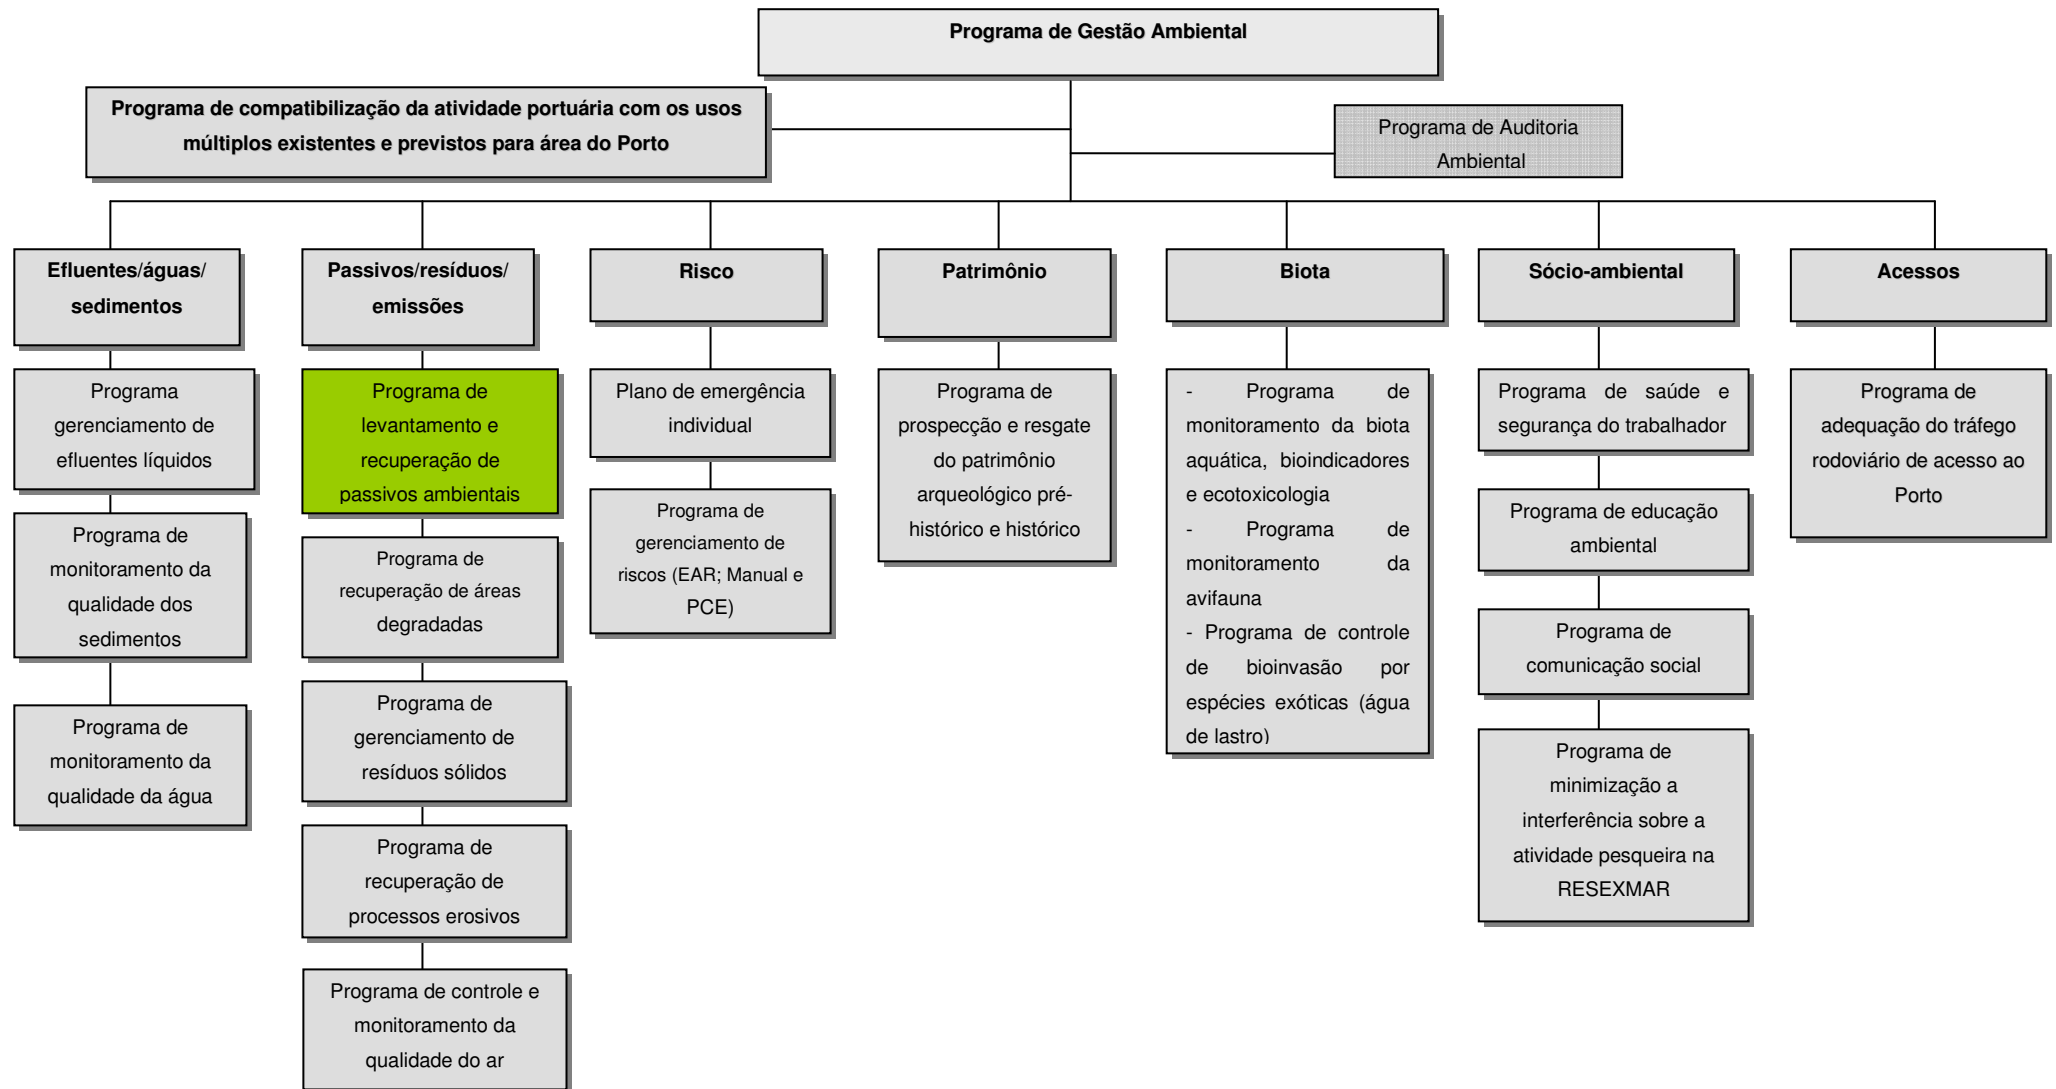 Programa de Gestão Ambiental
Programa de compatibilização da atividade portuária com os usos
múltiplos existentes e previstos para área do Porto
Programa de Auditoria
Ambiental
Efluentes/águas/
sedimentos
Programa
gerenciamento de
efluentes líquidos
Programa de
monitoramento da
qualidade dos
sedimentos
Programa de
monitoramento da
qualidade da água
Passivos/resíduos/
emissões
Programa de
levantamento e
recuperação de
passivos ambientais
Programa de
recuperação de áreas
degradadas
Programa de
gerenciamento de
resíduos sólidos
Programa de
recuperação de
processos erosivos
Programa de controle e
monitoramento da
qualidade do ar
Risco
Plano de emergência
individual
Programa de
gerenciamento de
riscos (EAR; Manual e
PCE)
Patrimônio
Programa de
prospecção e resgate
do patrimônio
arqueológico pré-
histórico e histórico
Biota
- Programa de
monitoramento da biota
aquática, bioindicadores
e ecotoxicologia
- Programa de
monitoramento da
avifauna
- Programa de controle
de bioinvasão por
espécies exóticas (água
de lastro)
Sócio-ambiental
Programa de saúde e
segurança do trabalhador
Programa de educação
ambiental
Programa de
comunicação social
Programa de
minimização a
interferência sobre a
atividade pesqueira na
RESEXMAR
Acessos
Programa de
adequação do tráfego
rodoviário de acesso ao
Porto